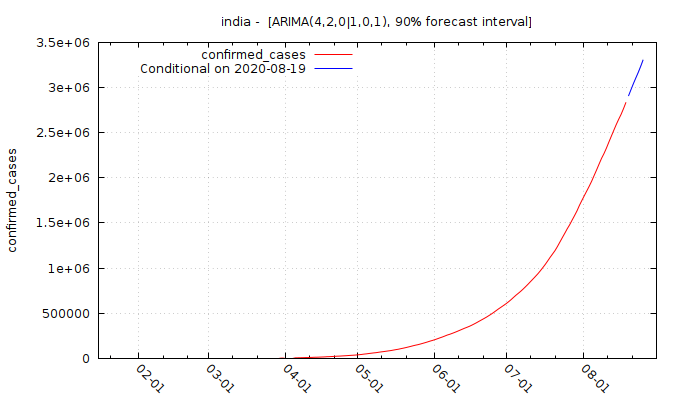 india - [ARIMA(4,2,0|1,0,1), 90% forecast interval]
3.5e+06
confirmed_cases
Conditional on 2020-08-19
3e+06
2.5e+06
2e+06
confirmed_cases
1.5e+06
1e+06
500000
0
02-01
03-01
04-01
05-01
06-01
07-01
08-01